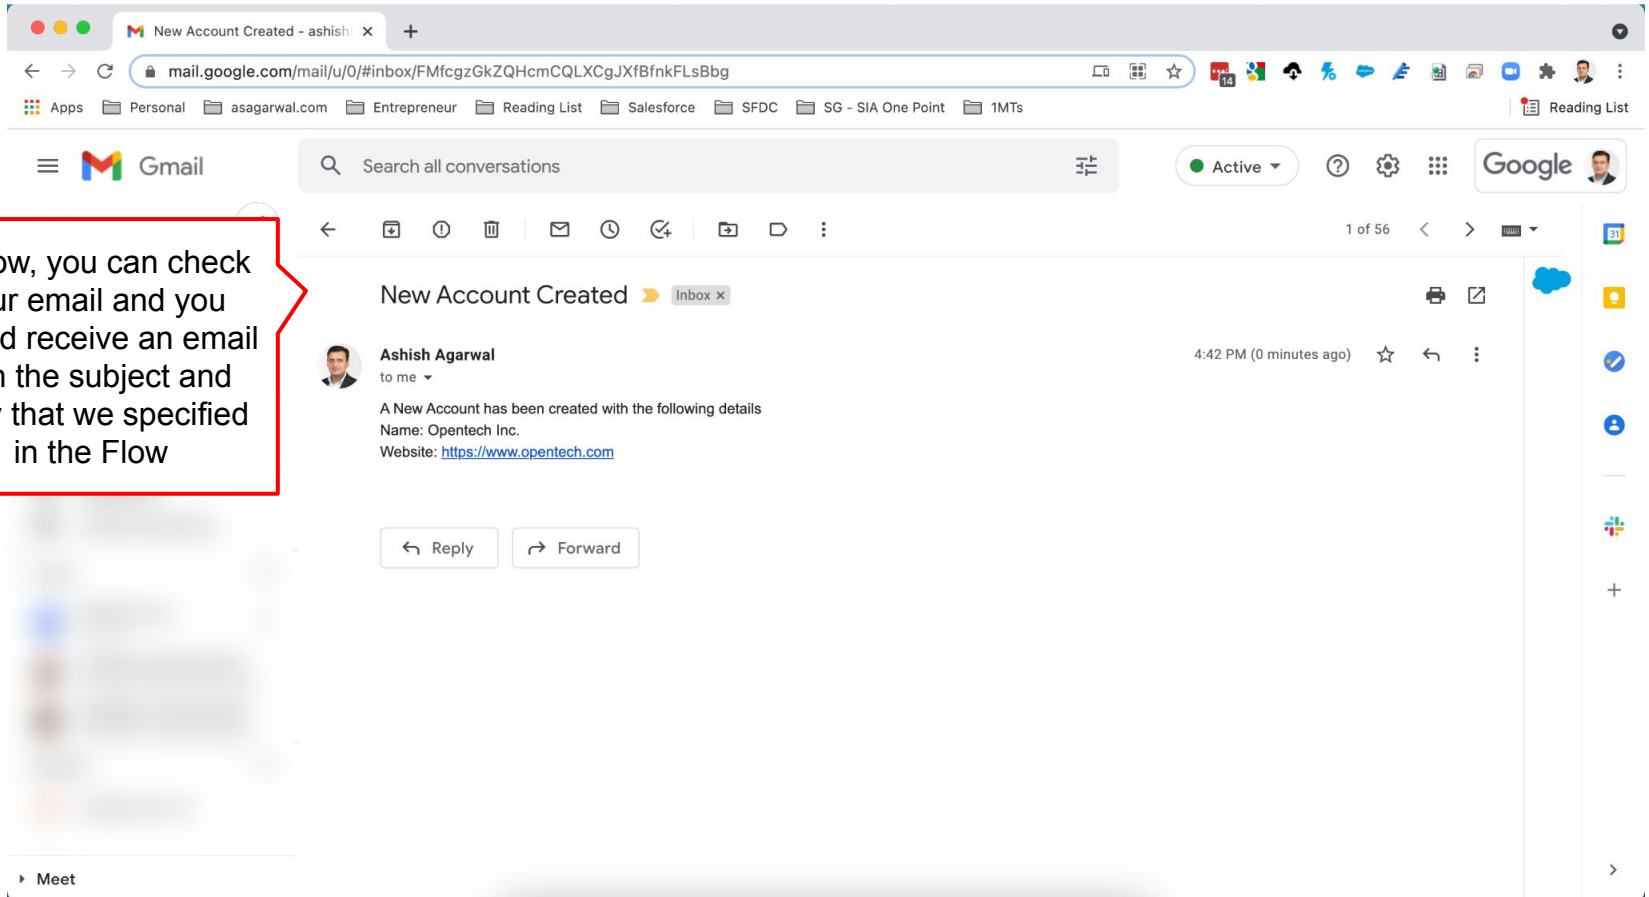 New Account Created - ashish
mail.google.com/mail/u/0/#inbox/FMfcgzGkZQHcmCQLXCgJXfBfnkFLsBbg
14
Apps Personal asagarwal.com Entrepreneur Reading List Salesforce SFDC SG - SIA One Point 1MTs Reading List
Gmail
Search all conversations
Active
Google
1 of 56
31
you can check
email and you
receive an email
the subject and
that we specified
in the Flow
New Account Created
Inbox ×
Ashish Agarwal
4:42 PM (0 minutes ago)
to me
A New Account has been created with the following details
Name: Opentech Inc.
Website: https://www.opentech.com
Reply
Forward
Meet